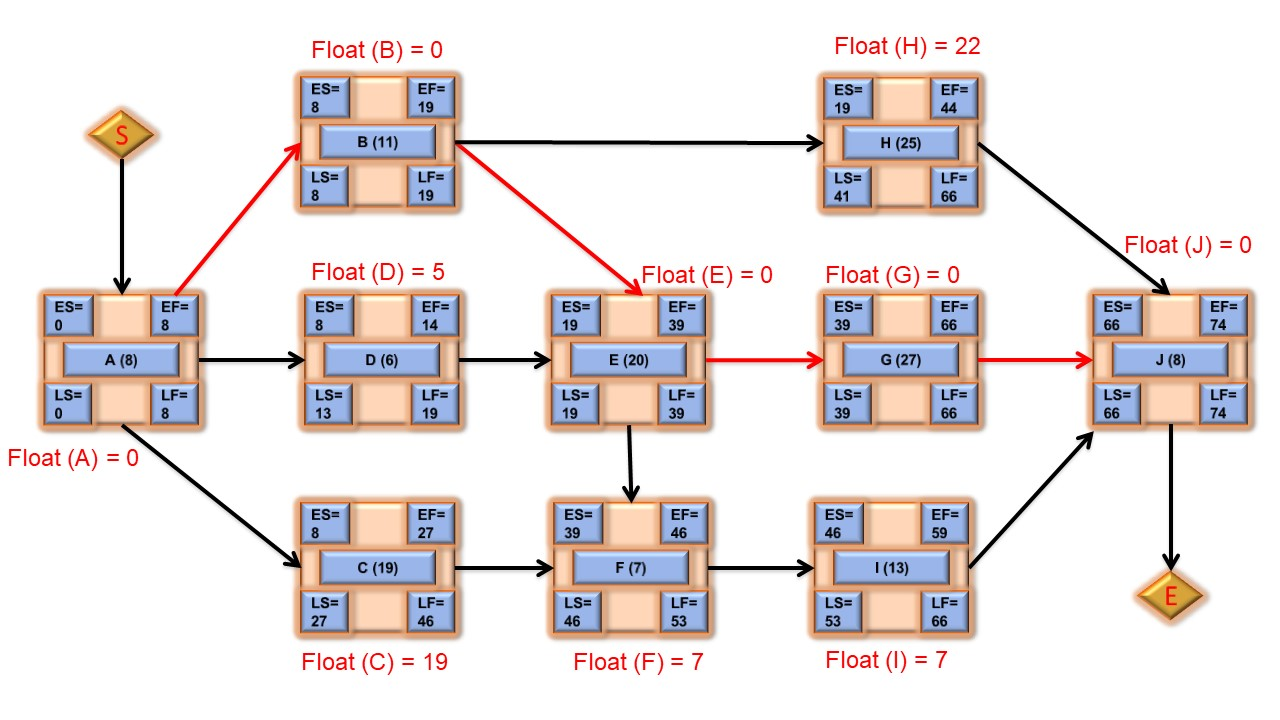 Float (B) = 0
ES=
8
EF=
19
B (11)
LS=
8
LF=
19
Float (H) = 22
ES=
19
EF=
44
H (25)
LS=
41
LF=
66
S
Float (A) = 0
ES=
0
EF=
8
A (8)
LS=
0
LF=
8
Float (D) = 5
ES=
8
EF=
14
D (6)
LS=
13
LF=
19
Float (E) = 0
ES=
19
EF=
39
E (20)
LS=
19
LF=
39
Float (G) = 0
ES=
39
EF=
66
G (27)
LS=
39
LF=
66
Float (J) = 0
ES=
66
EF=
74
J (8)
LS=
66
LF=
74
ES=
8
EF=
27
C (19)
LS=
27
LF=
46
Float (C) = 19
ES=
39
EF=
46
F (7)
LS=
46
LF=
53
Float (F) = 7
ES=
46
EF=
59
I (13)
LS=
53
LF=
66
Float (I) = 7
E